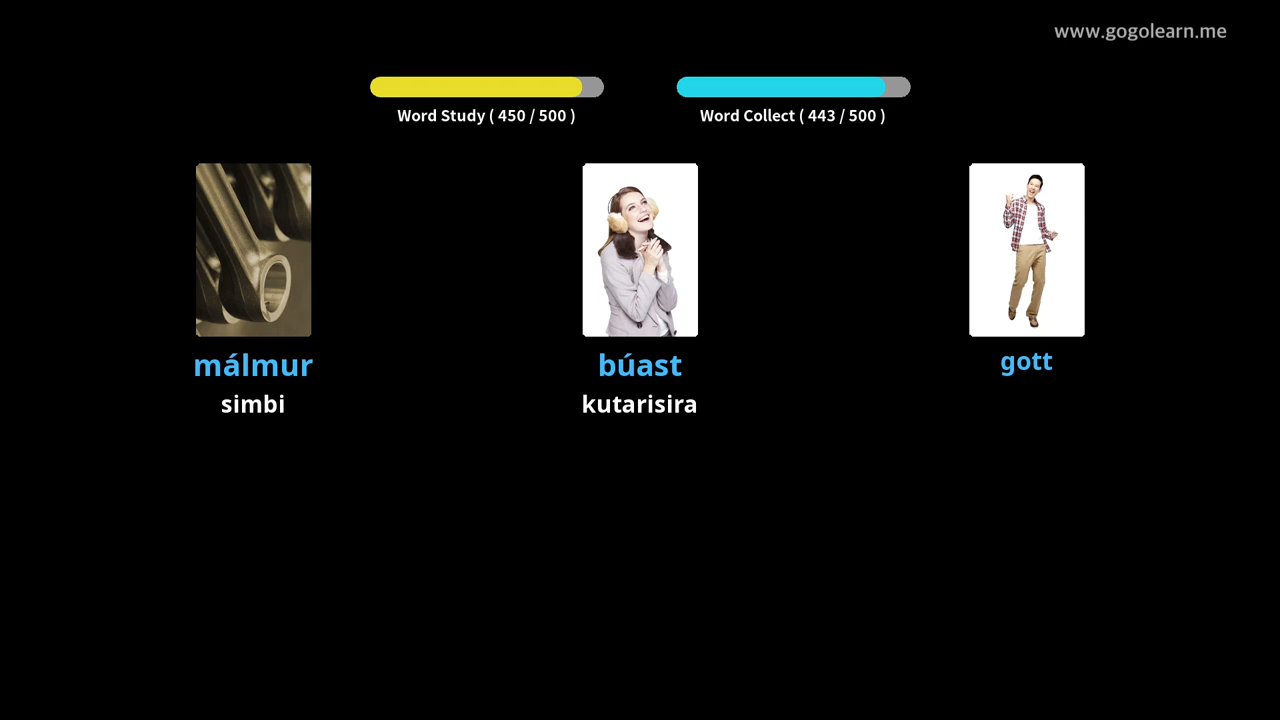 www.gogolearn.me
Word Study ( 450 / 500 )
Word Collect ( 443 / 500 )
málmur
búast
gott
simbi
kutarisira